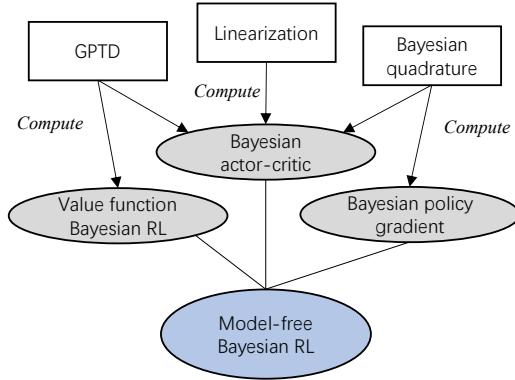 GPTD
Linearization
Bayesian
quadrature
Compute
Compute
Compute
Bayesian
actor-critic
Value function
Bayesian RL
Bayesian policy
gradient
Model-free
Bayesian RL